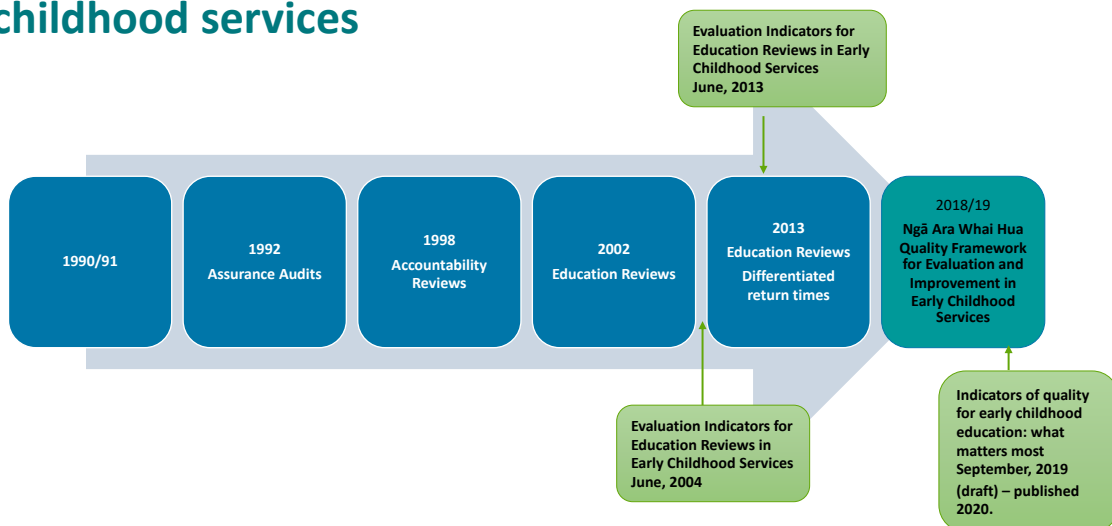 childhood services
Evaluation Indicators for
Education Reviews in Early
Childhood Services
June, 2013
1990/91
1992
Assurance Audits
1998
Accountability
Reviews
2002
Education Reviews
2013
Education Reviews
Differentiated
return times
2018/19
Ngā Ara Whai Hua
Quality Framework
for Evaluation and
Improvement in
Early Childhood
Services
Evaluation Indicators for
Education Reviews in
Early Childhood Services
June, 2004
Indicators of quality
for early childhood
education: what
matters most
September, 2019
(draft) – published
2020.